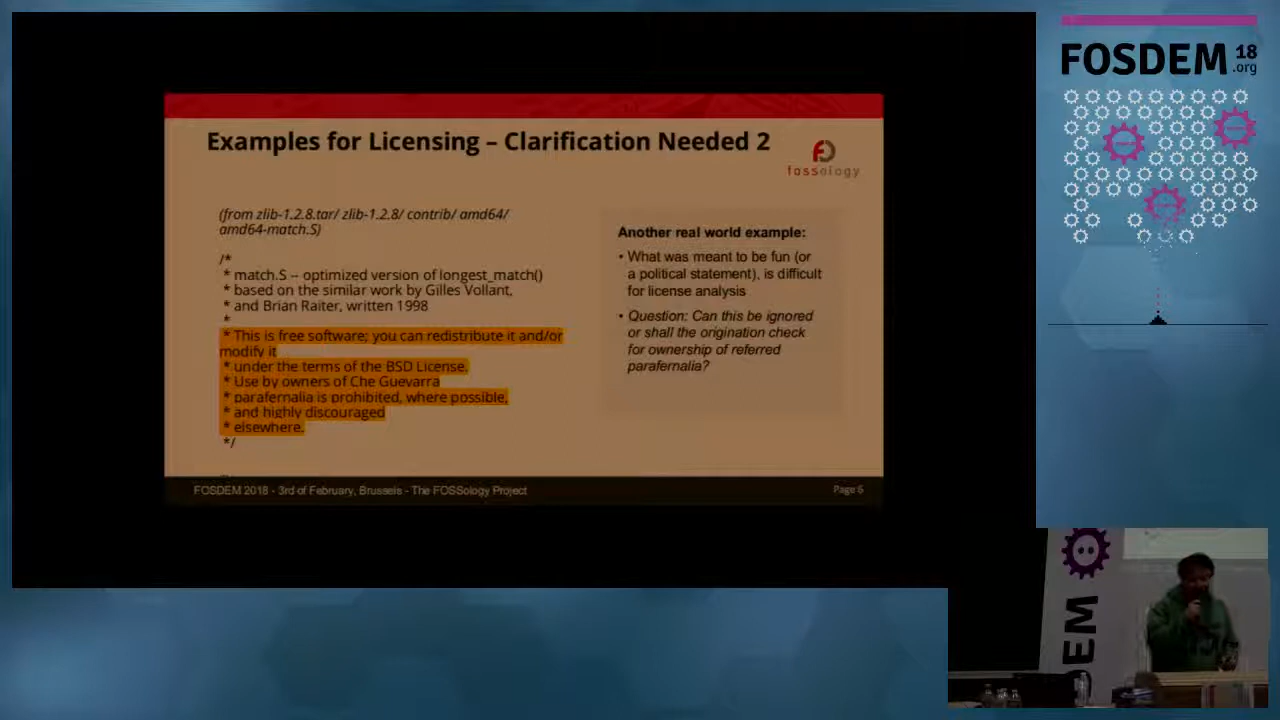 FOSDEM 18
.org
Examples for Licensing – Clarification Needed 2
fossology
(from zlib-1.2.8.tar/ zlib-1.2.8/ contrib/ amd64/
amd64-match.S)
/*
* match.S -- optimized version of longest_match()
* based on the similar work by Gilles Vollant,
* and Brian Raiter, written 1998
*
* This is free software; you can redistribute it and/or
modify it
* under the terms of the BSD License.
* Use by owners of Che Guevarra
* parafernalia is prohibited, where possible,
* and highly discouraged
* elsewhere.
*/
Another real world example:
• What was meant to be fun (or
a political statement), is difficult
for license analysis
• Question: Can this be ignored
or shall the origination check
for ownership of referred
parafernalia?
FOSDEM 2018 - 3rd of February, Brussels - The FOSSology Project
Page 6
DEM